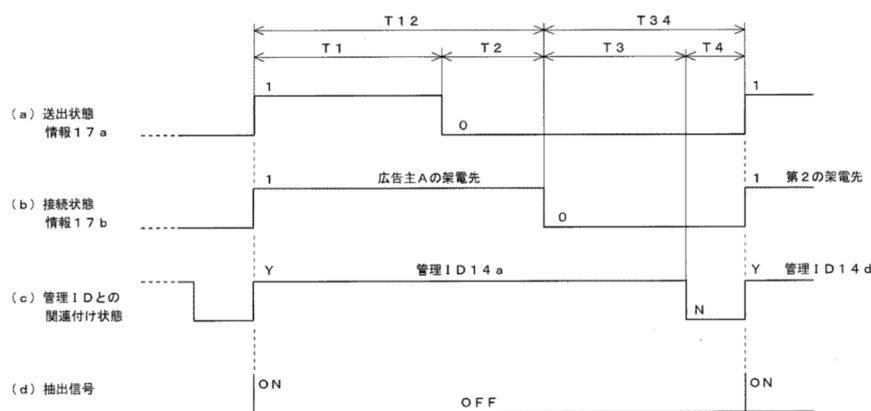 T12
T34
T1
T2
T3
T4
(a) 送出状態
情報17a
1
0
1
(b) 接続状態
情報17b
1
広告主Aの架電先
0
1
第2の架電先
(c) 管理IDとの
関連付け状態
Y
管理ID14a
N
Y
管理ID14d
(d) 抽出信号
ON
OFF
ON